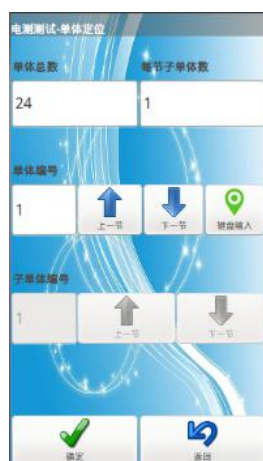 电测测试-单体定位
单体总数 每节子单体数
24 1
单体编号
1 上一节 下一节 键盘输入
子单体编号
1 上一节 下一节
确定 返回